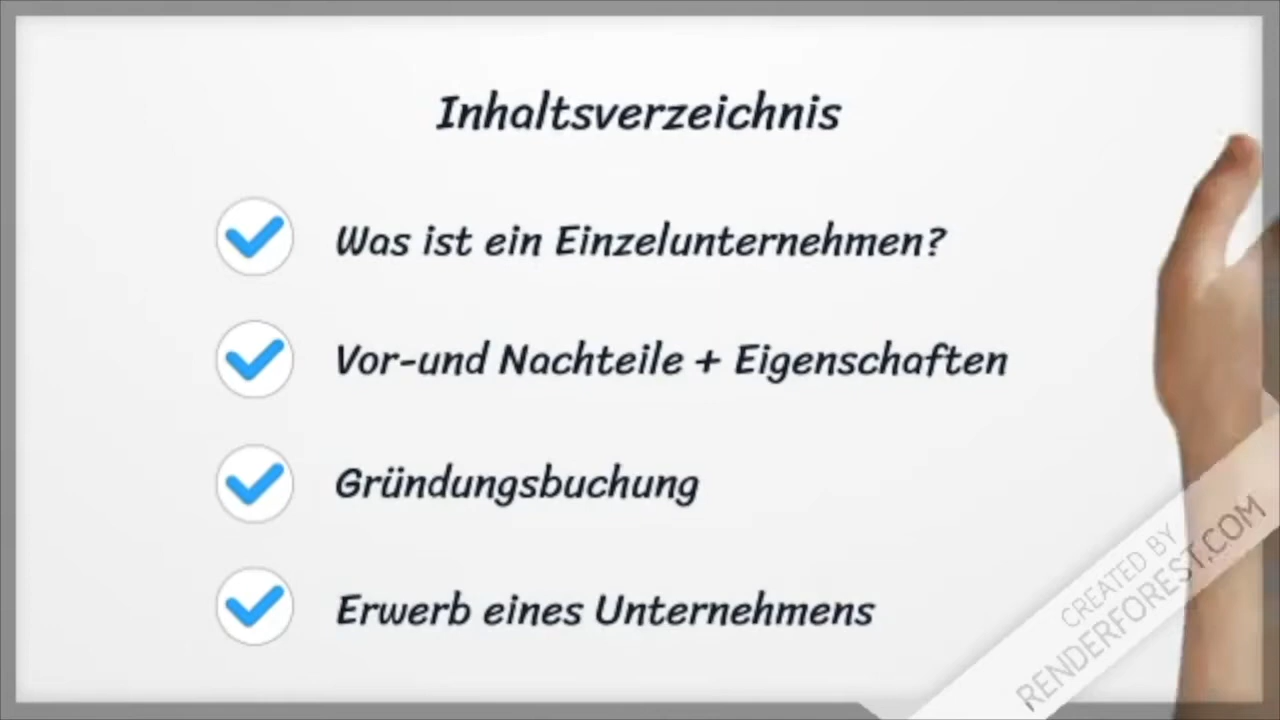 Inhaltsverzeichnis
Was ist ein Einzelunternehmen?
Vor-und Nachteile + Eigenschaften
Gründungsbuchung
Erwerb eines Unternehmens
CREATED BY
RENDERFOREST.COM